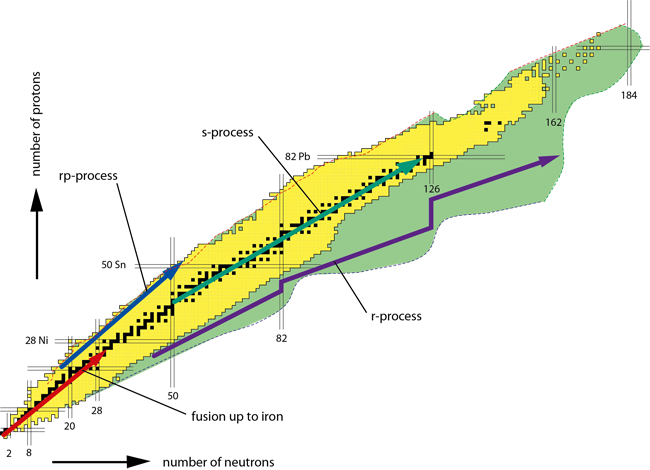 number of protons
184
162
s-process
82 Pb
126
rp-process
50 Sn
r-process
82
28 Ni
50
fusion up to iron
28
20
8
2
number of neutrons